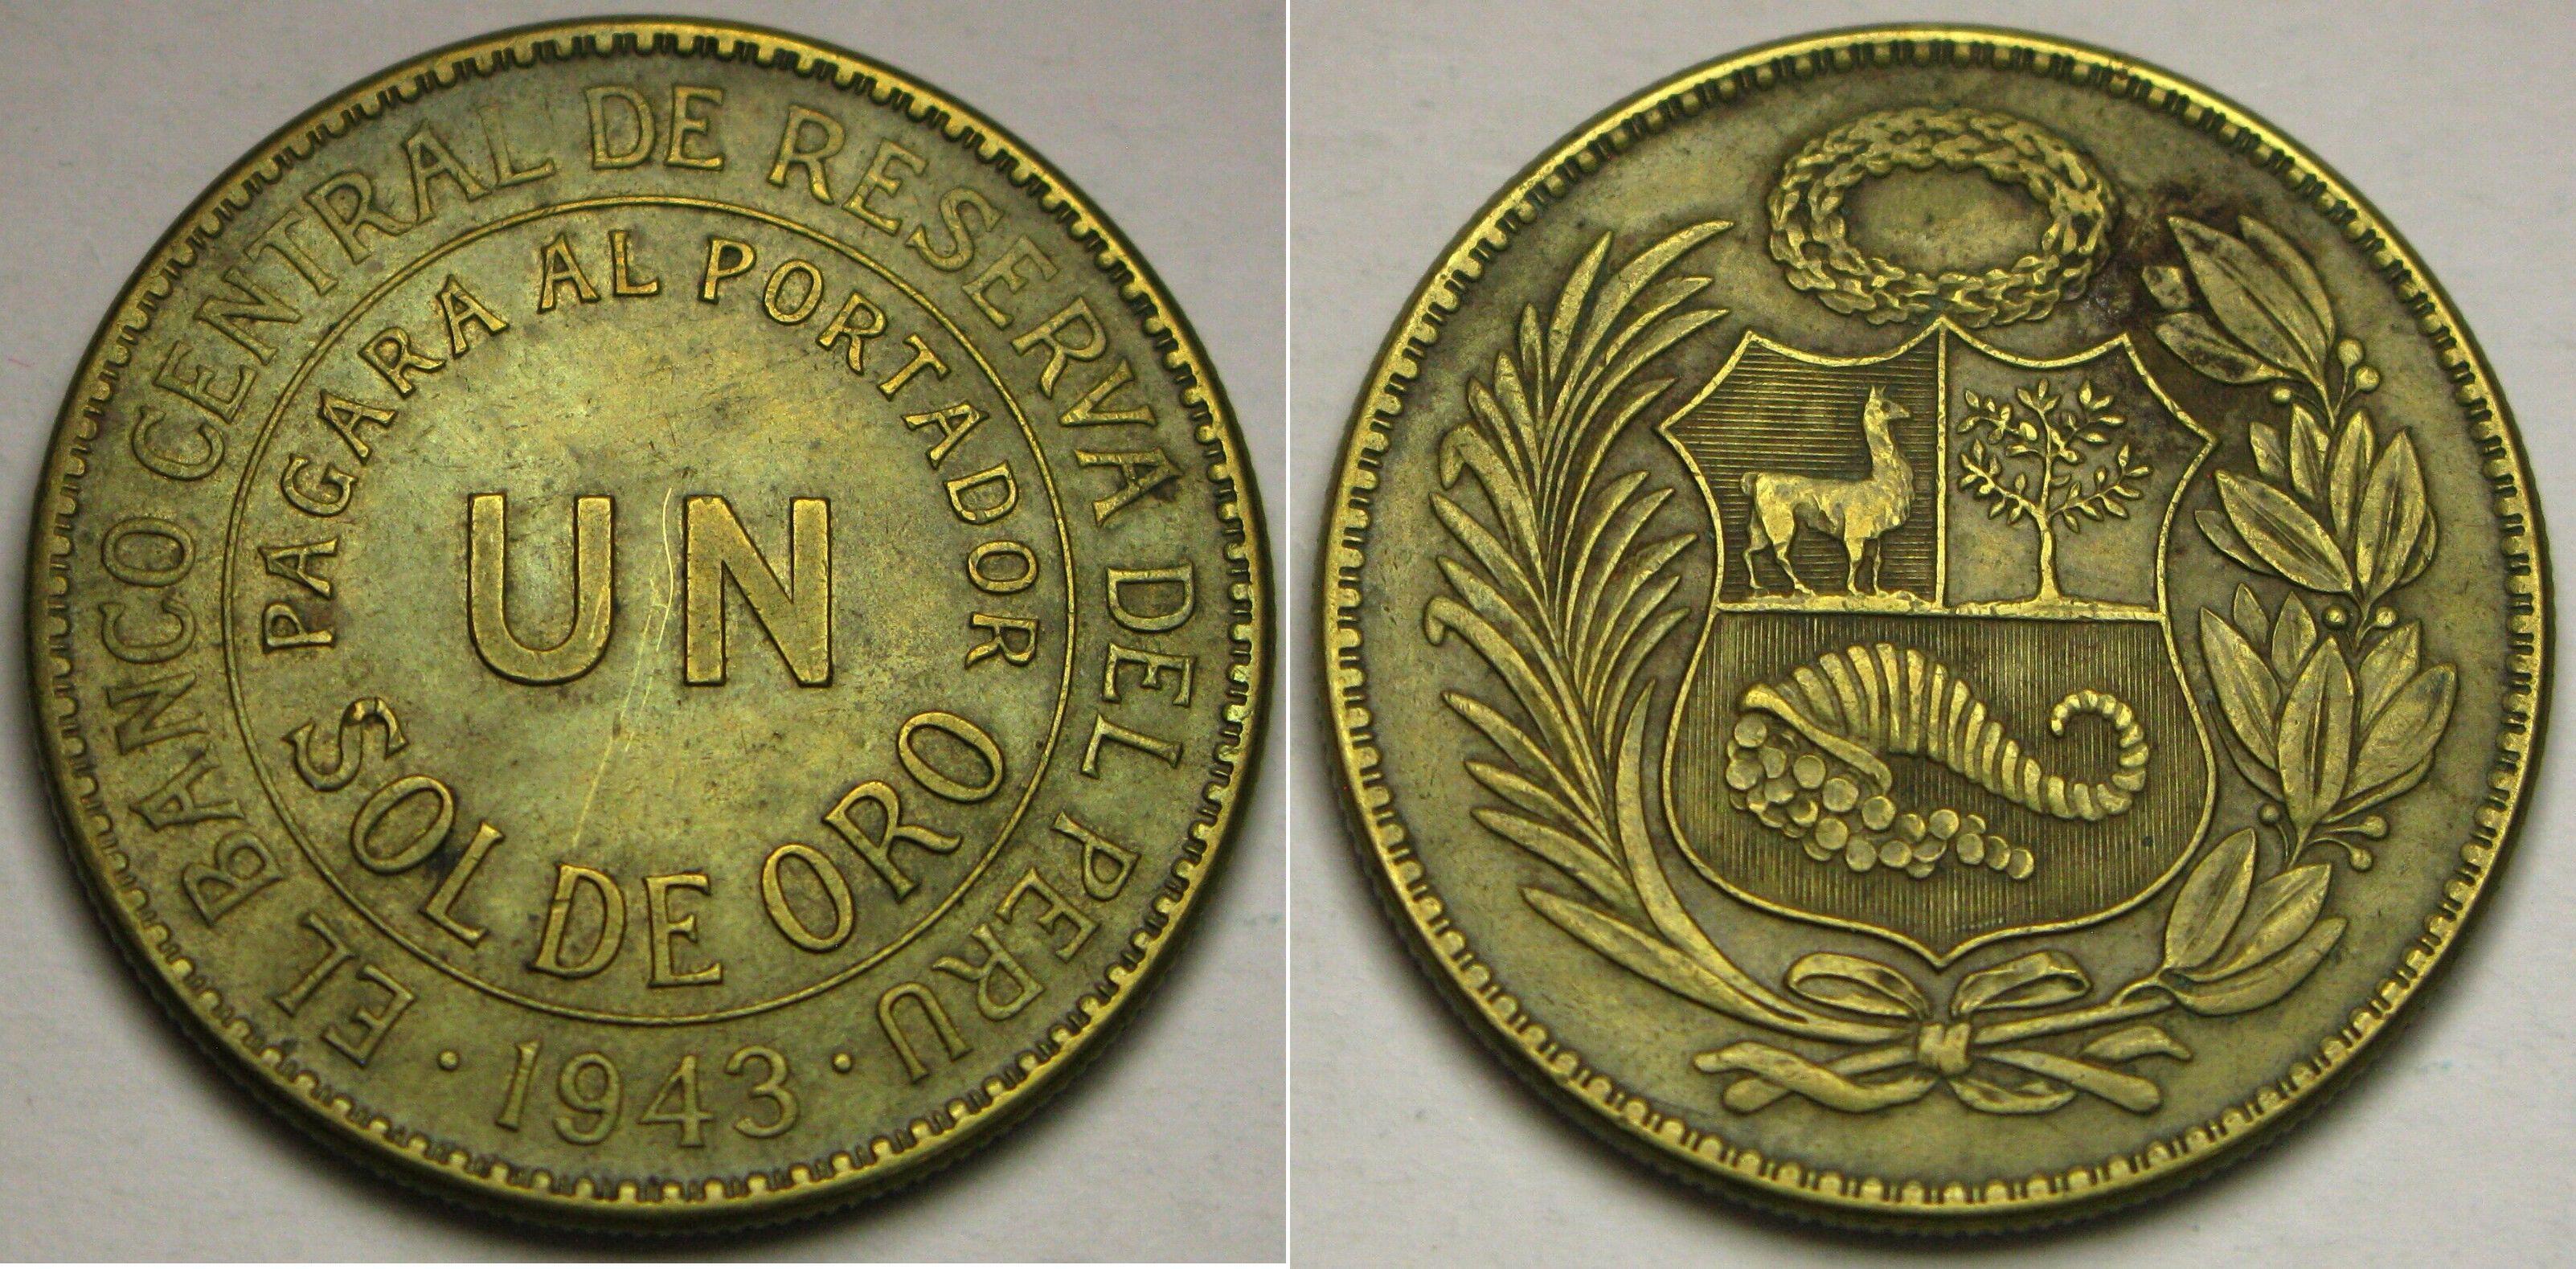 EL BANCO CENTRAL DE RESERVA DEL PERU
PAGARA AL PORTADOR
UN
SOL DE ORO
· 1943 ·